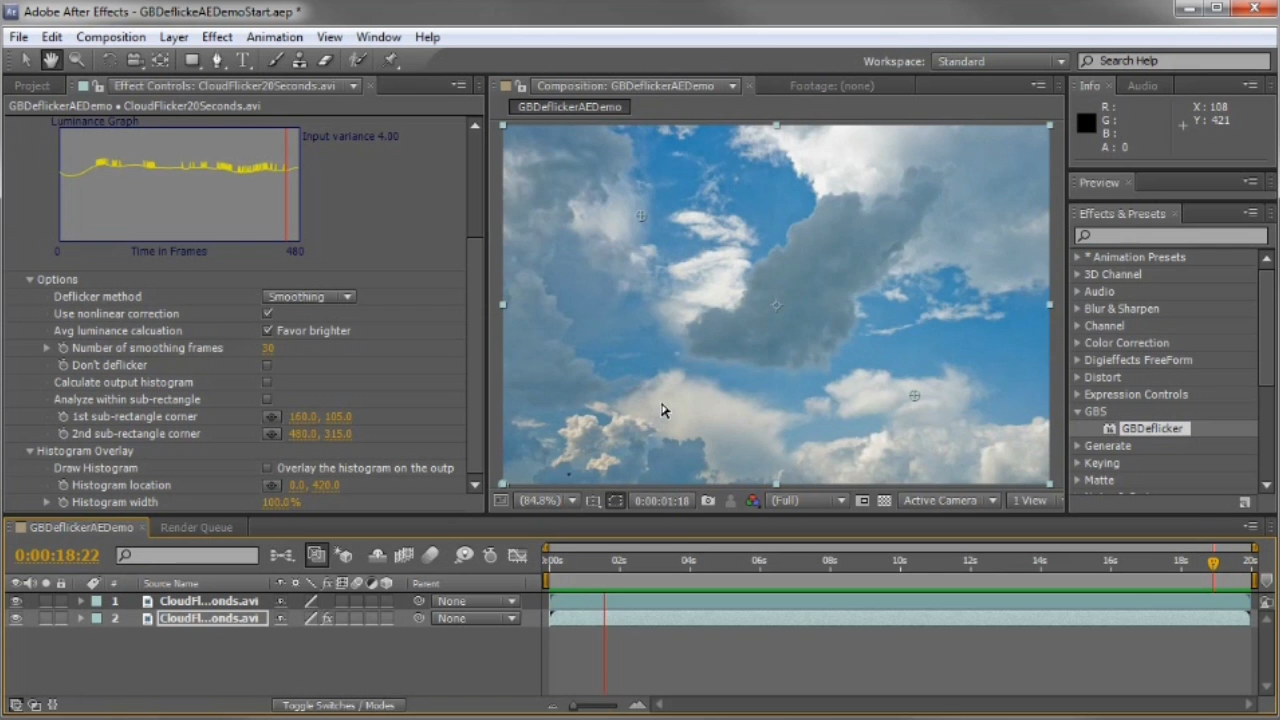 Adobe After Effects - GBDeflickeAEDemoStart.aep *
File Edit Composition Layer Effect Animation View Window Help
Workspace: Standard Search Help
Project Effect Controls: CloudFlicker20Seconds.avi Composition: GBDeflickerAEDemo Footage: (none) Info Audio
GBDeflickerAEDemo • CloudFlicker20Seconds.avi GBDeflickerAEDemo
R: X: 108
G: Y: 421
B:
A: 0
Luminance Graph
Input variance 4.00
0 Time in Frames 480
Options
Deflicker method Smoothing
Use nonlinear correction
Avg luminance calcuation Favor brighter
Number of smoothing frames 30
Don't deflicker
Calculate output histogram
Analyze within sub-rectangle
1st sub-rectangle corner 160.0, 105.0
2nd sub-rectangle corner 480.0, 315.0
Histogram Overlay
Draw Histogram Overlay the histogram on the outp
Histogram location 0.0, 420.0
Histogram width 100.0%
(84.8%) 0:00:01:18 (Full) Active Camera 1 View
Preview
Effects & Presets
* Animation Presets
3D Channel
Audio
Blur & Sharpen
Channel
Color Correction
Digieffects FreeForm
Distort
Expression Controls
GBS
GBDeflicker
Generate
Keying
Matte
GBDeflickerAEDemo Render Queue
0:00:18:22
:00s 02s 04s 06s 08s 10s 12s 14s 16s 18s 20s
# Source Name Parent
1 CloudFl...onds.avi None
2 CloudFl...onds.avi fx None
Toggle Switches / Modes